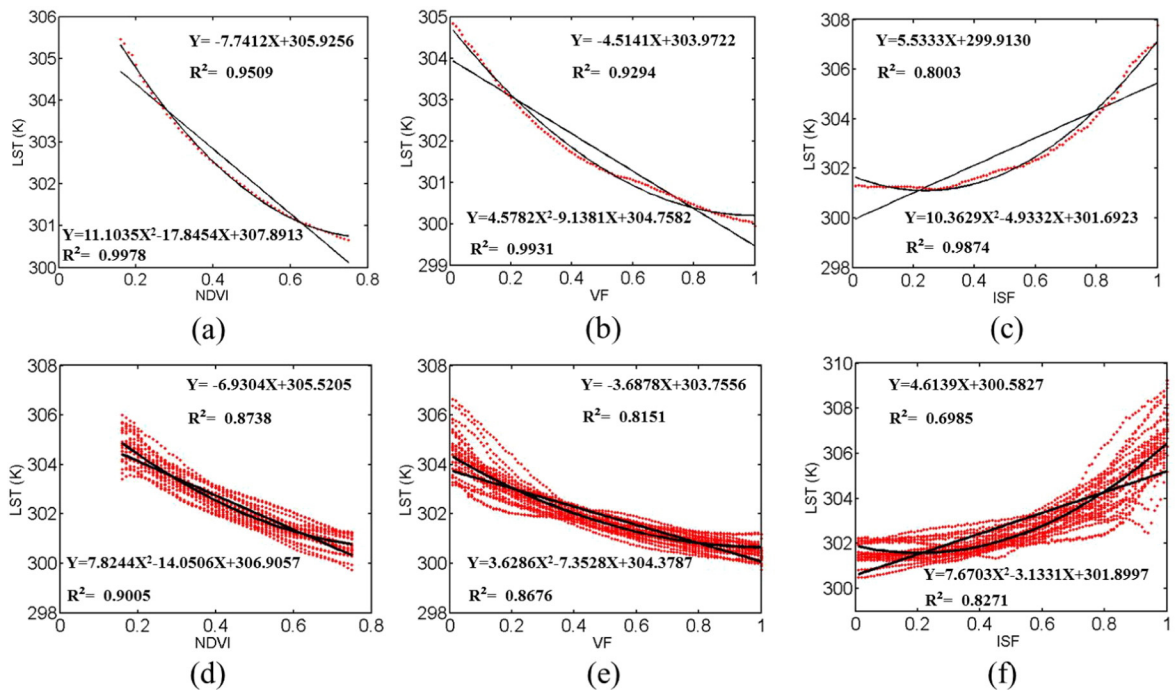 306
305
304
303
302
301
300
LST (K)
Y= -7.7412X+305.9256
R²= 0.9509
Y=11.1035X²-17.8454X+307.8913
R²= 0.9978
0 0.2 0.4 0.6 0.8
NDVI
(a)
305
304
303
302
301
300
299
LST (K)
Y= -4.5141X+303.9722
R²= 0.9294
Y=4.5782X²-9.1381X+304.7582
R²= 0.9931
0 0.2 0.4 0.6 0.8 1
VF
(b)
308
306
304
302
300
298
LST (K)
Y=5.5333X+299.9130
R²= 0.8003
Y=10.3629X²-4.9332X+301.6923
R²= 0.9874
0 0.2 0.4 0.6 0.8 1
ISF
(c)
308
306
304
302
300
298
LST (K)
Y= -6.9304X+305.5205
R²= 0.8738
Y=7.8244X²-14.0506X+306.9057
R²= 0.9005
0 0.2 0.4 0.6 0.8
NDVI
(d)
308
306
304
302
300
298
LST (K)
Y= -3.6878X+303.7556
R²= 0.8151
Y=3.6286X²-7.3528X+304.3787
R²= 0.8676
0 0.2 0.4 0.6 0.8 1
VF
(e)
310
308
306
304
302
300
LST (K)
Y=4.6139X+300.5827
R²= 0.6985
Y=7.6703X²-3.1331X+301.8997
R²= 0.8271
0 0.2 0.4 0.6 0.8 1
ISF
(f)